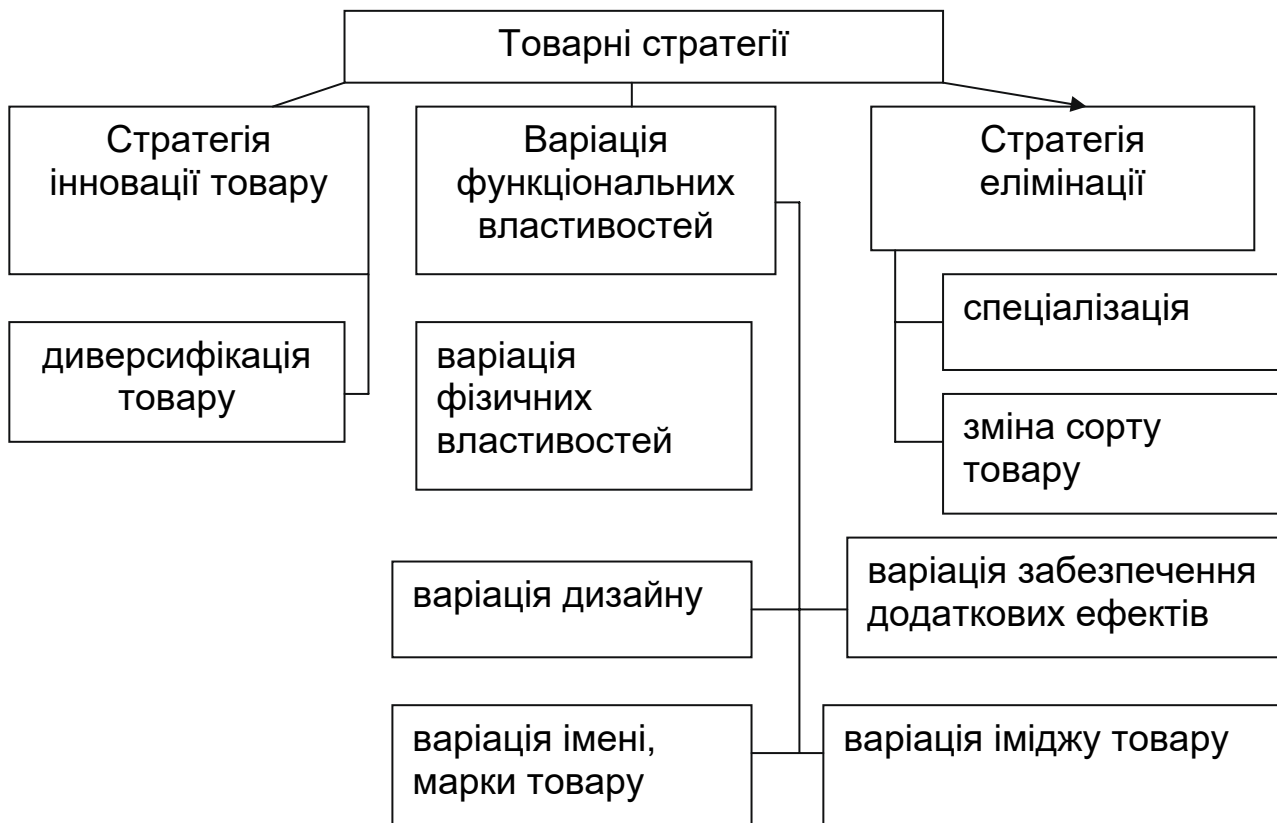 Товарні стратегії
Стратегія
інновації товару
Варіація
функціональних
властивостей
Стратегія
елімінації
диверсифікація
товару
варіація
фізичних
властивостей
спеціалізація
зміна сорту
товару
варіація дизайну
варіація забезпечення
додаткових ефектів
варіація імені,
марки товару
варіація іміджу товару